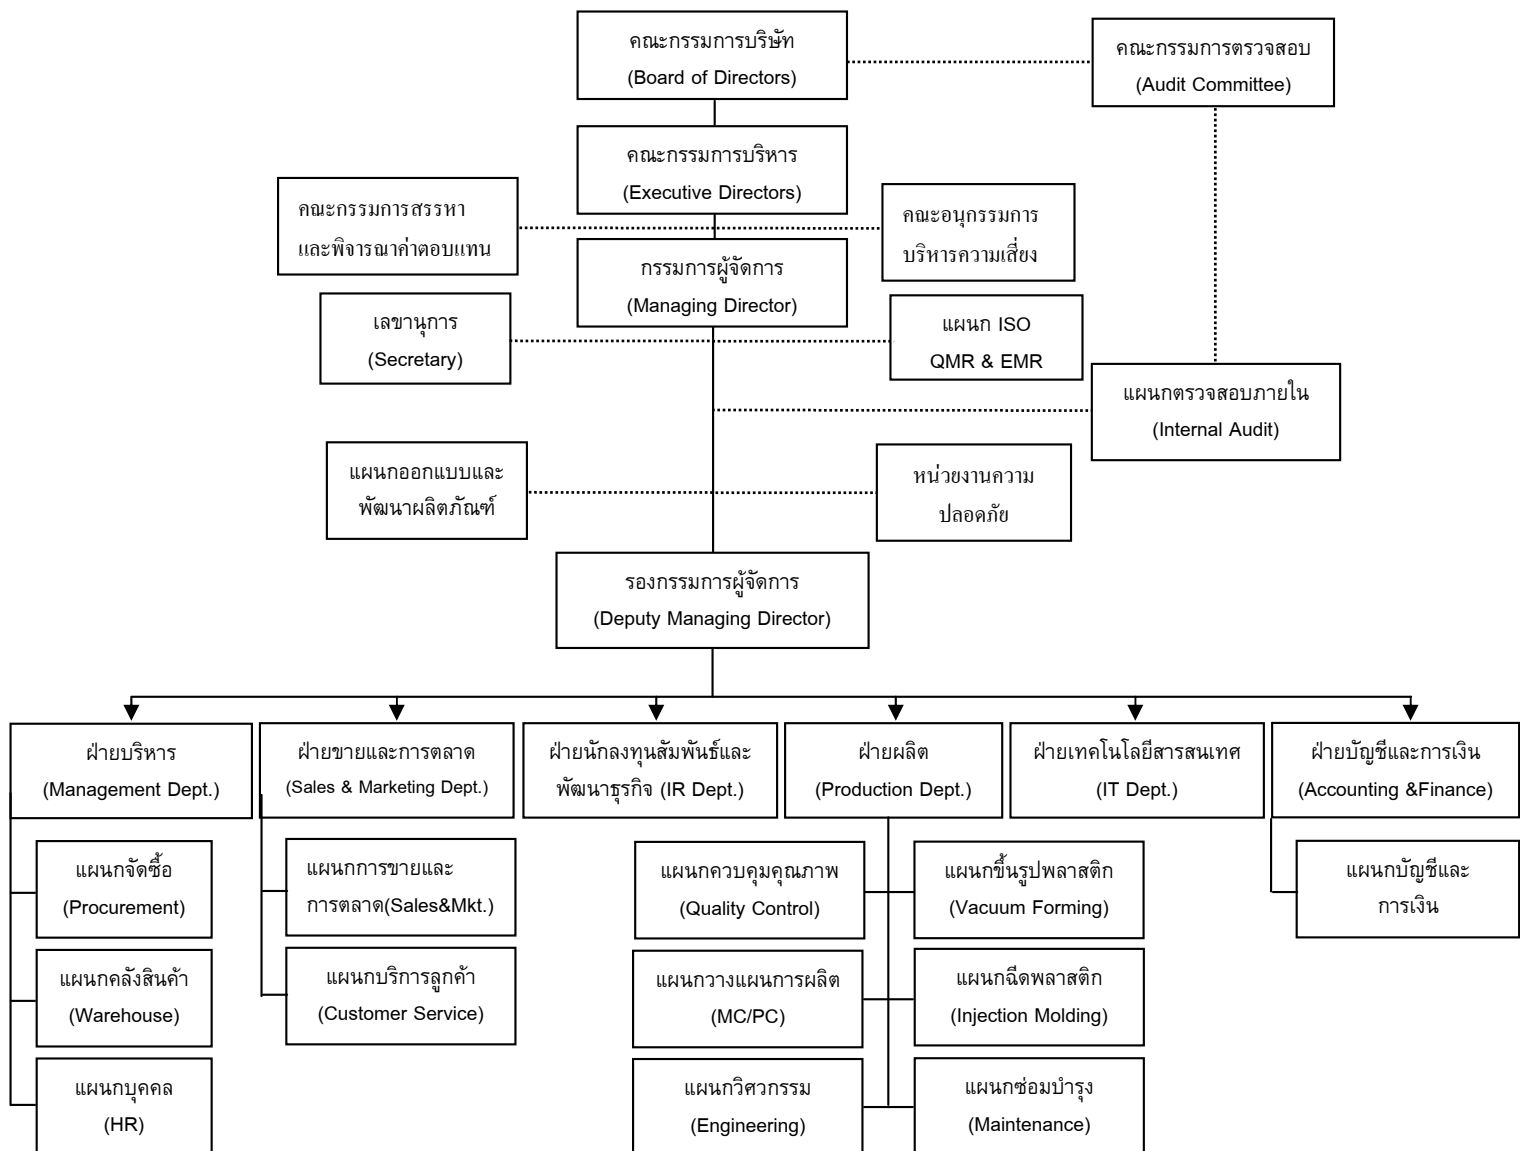 คณะกรรมการบริษัท
(Board of Directors)
คณะกรรมการตรวจสอบ
(Audit Committee)
คณะกรรมการบริหาร
(Executive Directors)
คณะกรรมการสรรหา
และพิจารณาค่าตอบแทน
คณะอนุกรรมการ
บริหารความเสี่ยง
กรรมการผู้จัดการ
(Managing Director)
เลขานุการ
(Secretary)
แผนก ISO
QMR & EMR
แผนกตรวจสอบภายใน
(Internal Audit)
แผนกออกแบบและ
พัฒนาผลิตภัณฑ์
หน่วยงานความ
ปลอดภัย
รองกรรมการผู้จัดการ
(Deputy Managing Director)
ฝ่ายบริหาร
(Management Dept.)
ฝ่ายขายและการตลาด
(Sales & Marketing Dept.)
ฝ่ายนักลงทุนสัมพันธ์และ
พัฒนาธุรกิจ (IR Dept.)
ฝ่ายผลิต
(Production Dept.)
ฝ่ายเทคโนโลยีสารสนเทศ
(IT Dept.)
ฝ่ายบัญชีและการเงิน
(Accounting &Finance)
แผนกจัดซื้อ
(Procurement)
แผนกการขายและ
การตลาด(Sales&Mkt.)
แผนกควบคุมคุณภาพ
(Quality Control)
แผนกขึ้นรูปพลาสติก
(Vacuum Forming)
แผนกบัญชีและ
การเงิน
แผนกคลังสินค้า
(Warehouse)
แผนกบริการลูกค้า
(Customer Service)
แผนกวางแผนการผลิต
(MC/PC)
แผนกฉีดพลาสติก
(Injection Molding)
แผนกบุคคล
(HR)
แผนกวิศวกรรม
(Engineering)
แผนกซ่อมบำรุง
(Maintenance)